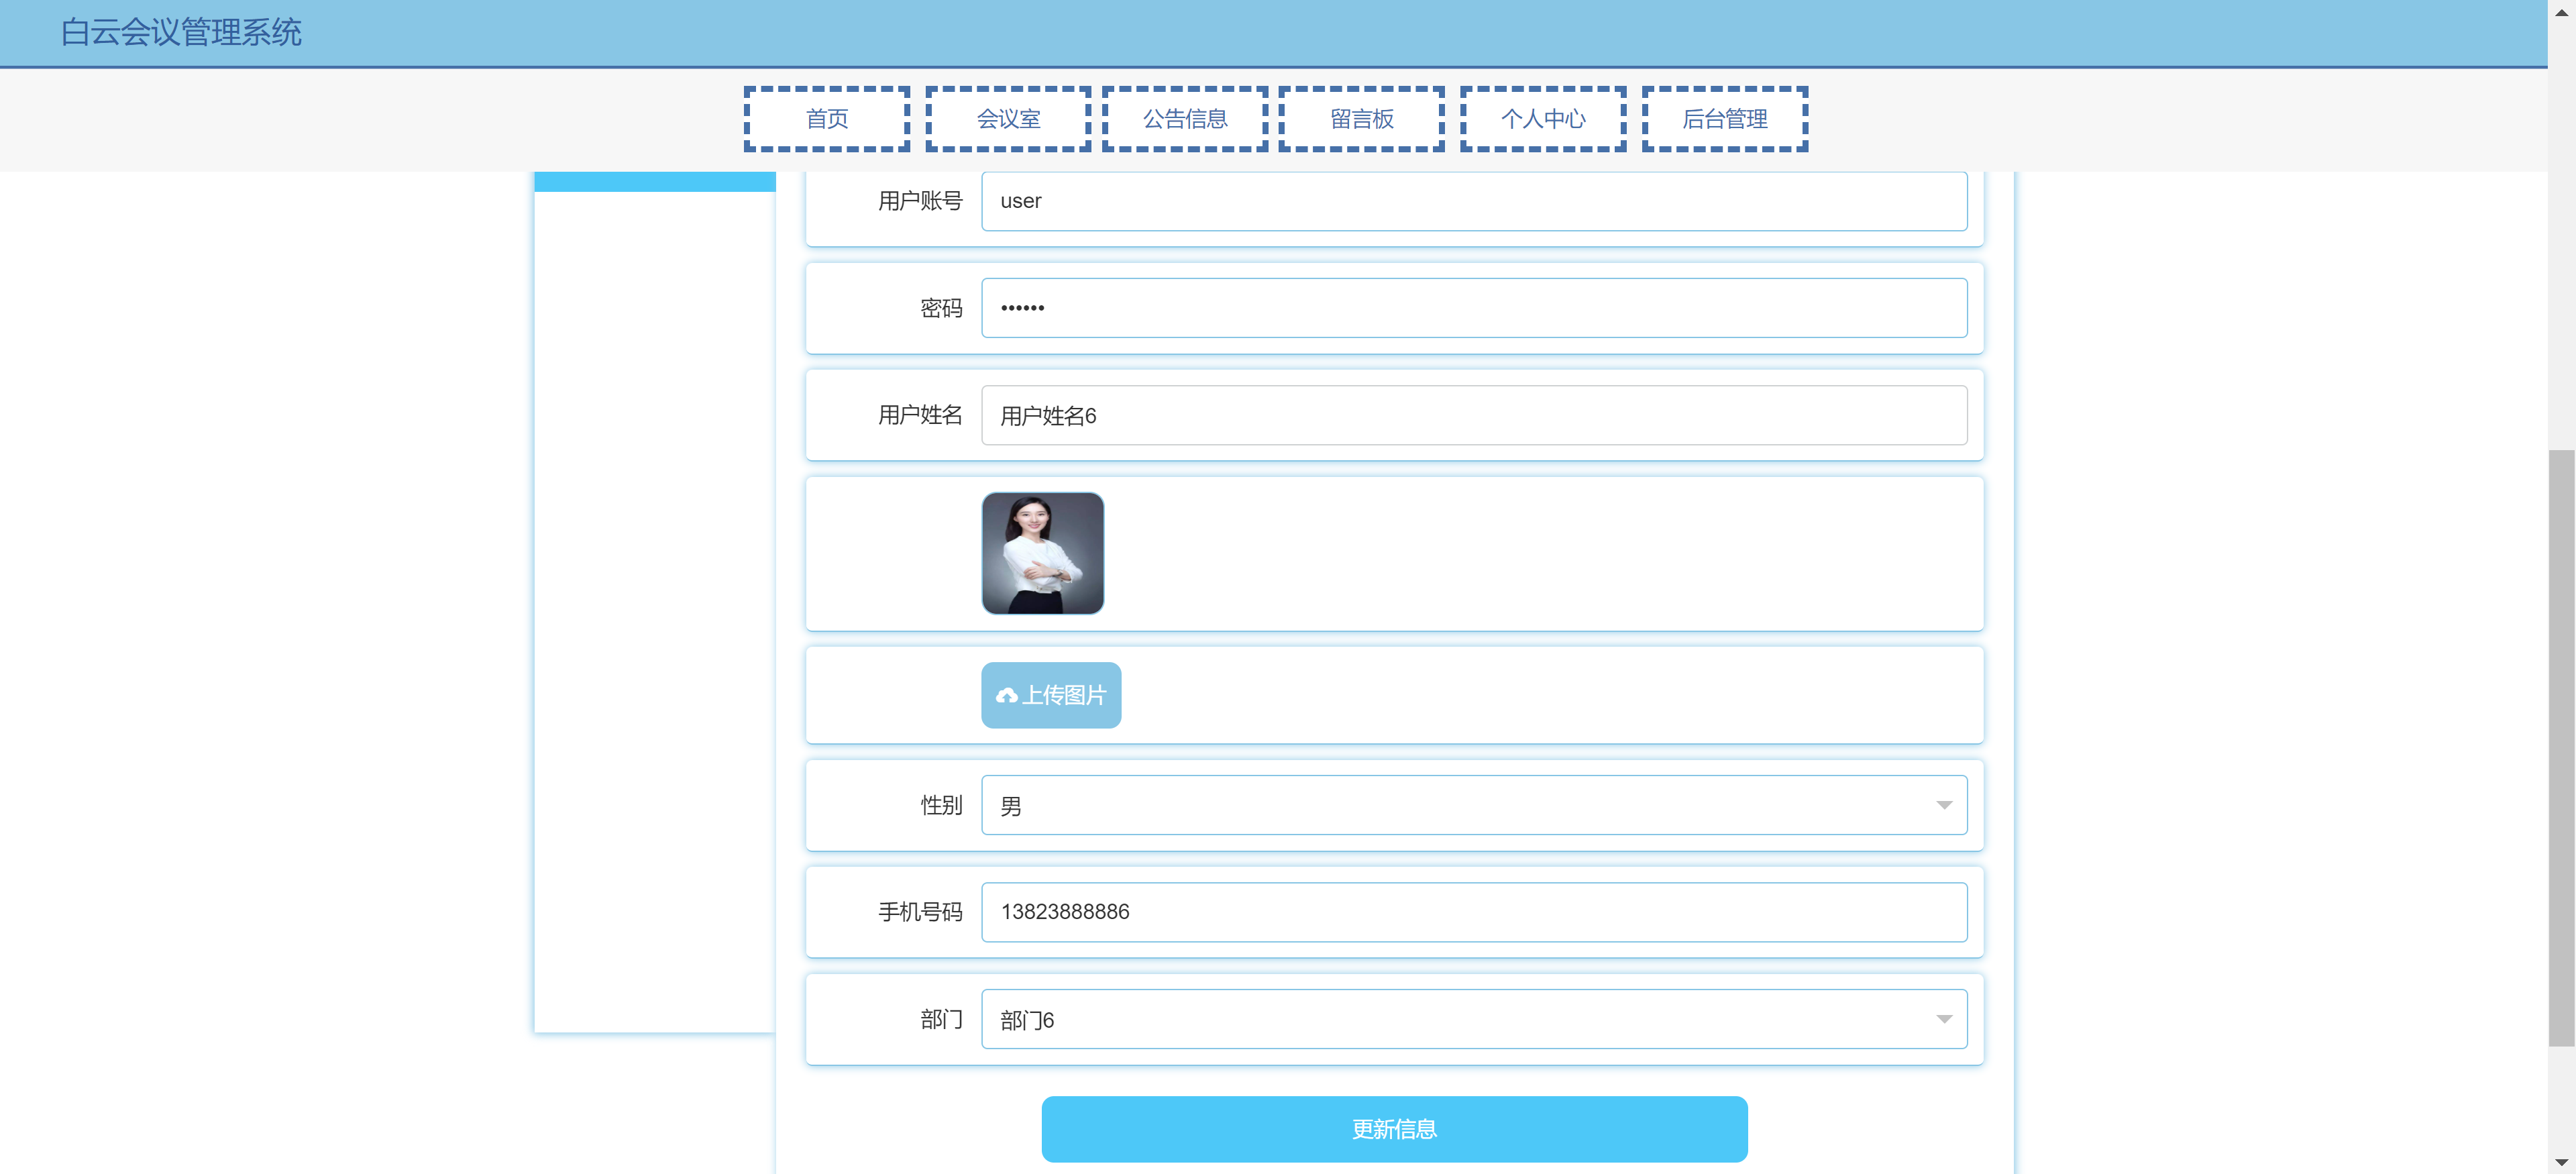 白云会议管理系统
首页 会议室 公告信息 留言板 个人中心 后台管理
用户账号 user
密码 ••••••
用户姓名 用户姓名6
上传图片
性别 男
手机号码 13823888886
部门 部门6
更新信息